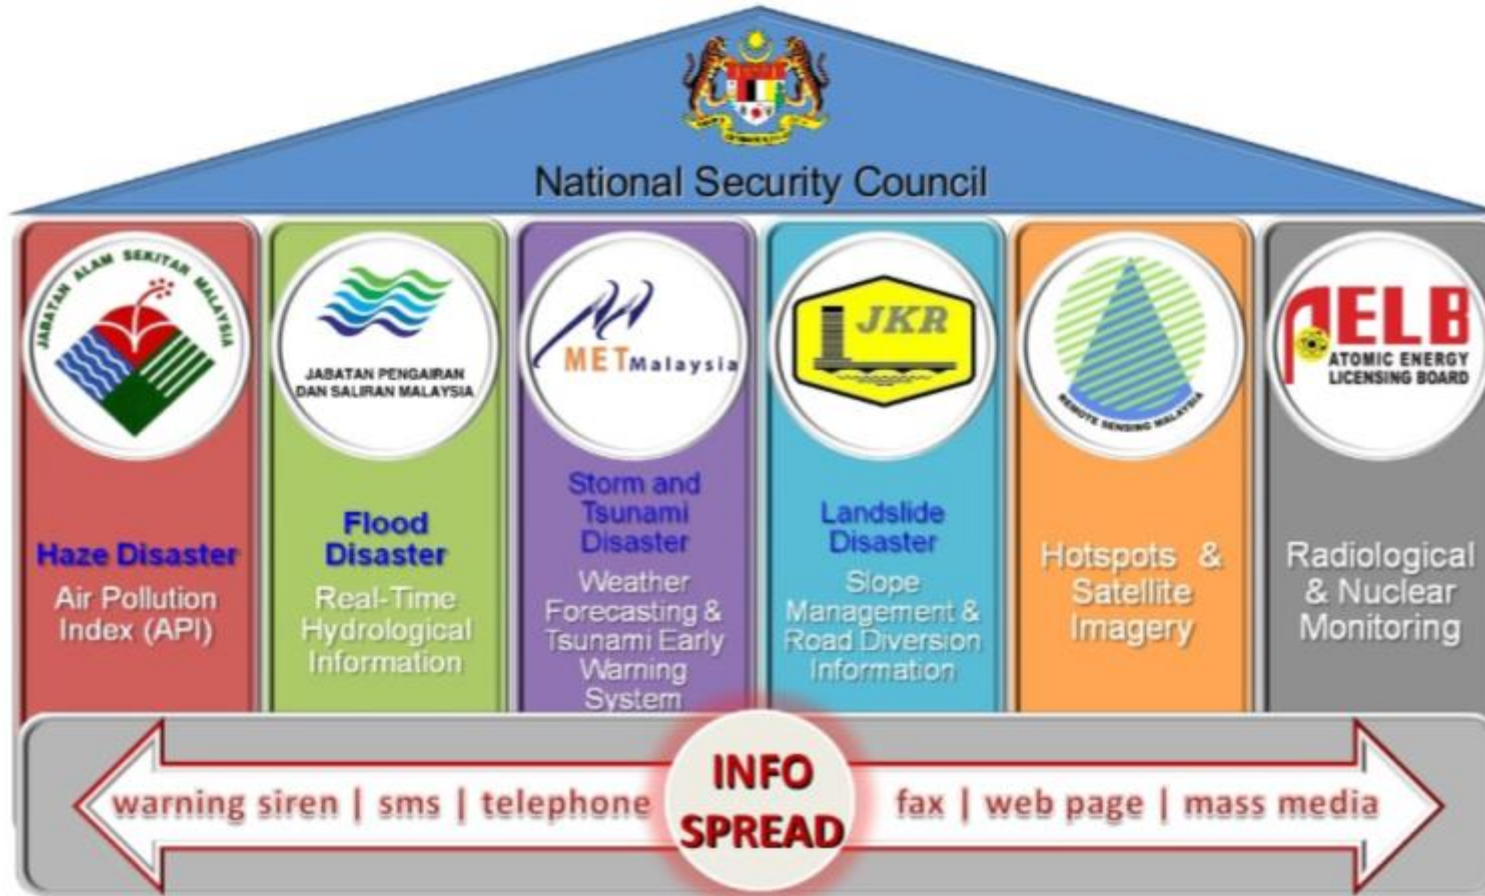 National Security Council
JABATAN ALAM SEKITAR MALAYSIA
Haze Disaster
Air Pollution
Index (API)
JABATAN PENGAIRAN
DAN SALIRAN MALAYSIA
Flood
Disaster
Real-Time
Hydrological
Information
METMalaysia
Storm and
Tsunami
Disaster
Weather
Forecasting &
Tsunami Early
Warning
System
JKR
Landslide
Disaster
Slope
Management &
Road Diversion
Information
REMOTE SENSING MALAYSIA
Hotspots &
Satellite
Imagery
AELB
ATOMIC ENERGY
LICENSING BOARD
Radiological
& Nuclear
Monitoring
warning siren | sms | telephone
INFO
SPREAD
fax | web page | mass media